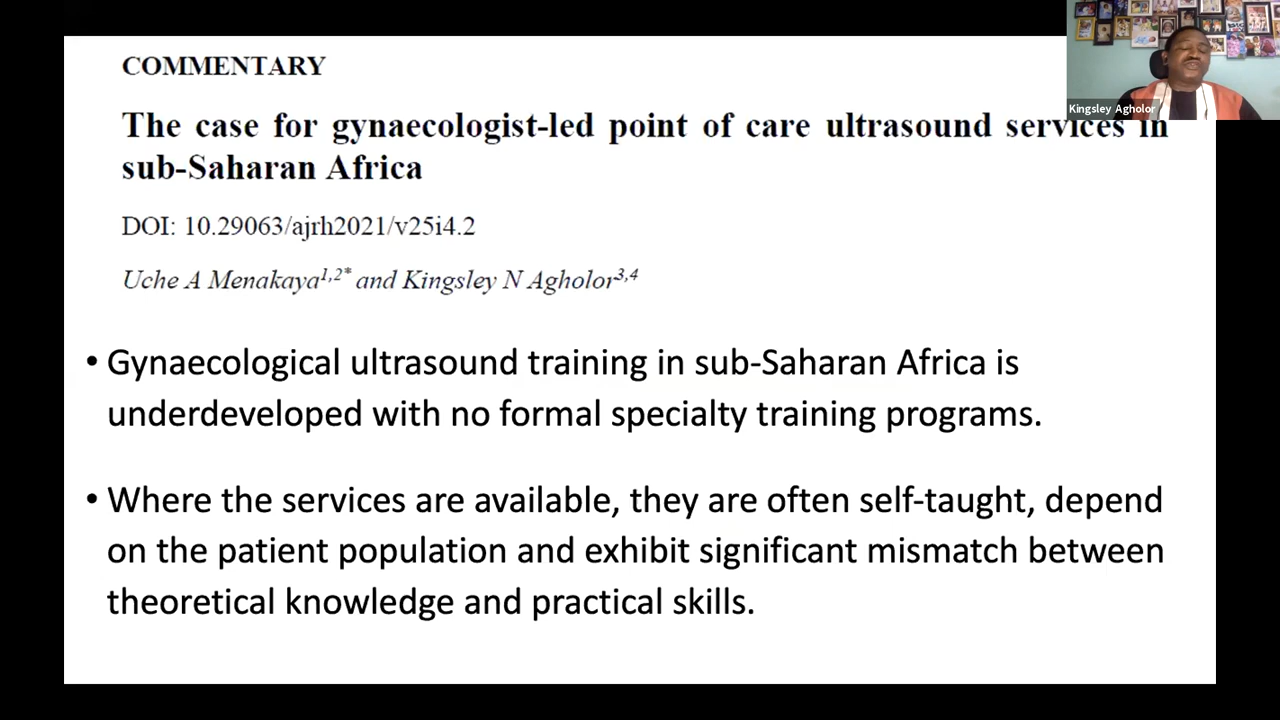 COMMENTARY
Kingsley Agholor
The case for gynaecologist-led point of care ultrasound services in
sub-Saharan Africa
DOI: 10.29063/ajrh2021/v25i4.2
Uche A Menakaya1,2* and Kingsley N Agholor3,4
• Gynaecological ultrasound training in sub-Saharan Africa is
underdeveloped with no formal specialty training programs.
• Where the services are available, they are often self-taught, depend
on the patient population and exhibit significant mismatch between
theoretical knowledge and practical skills.